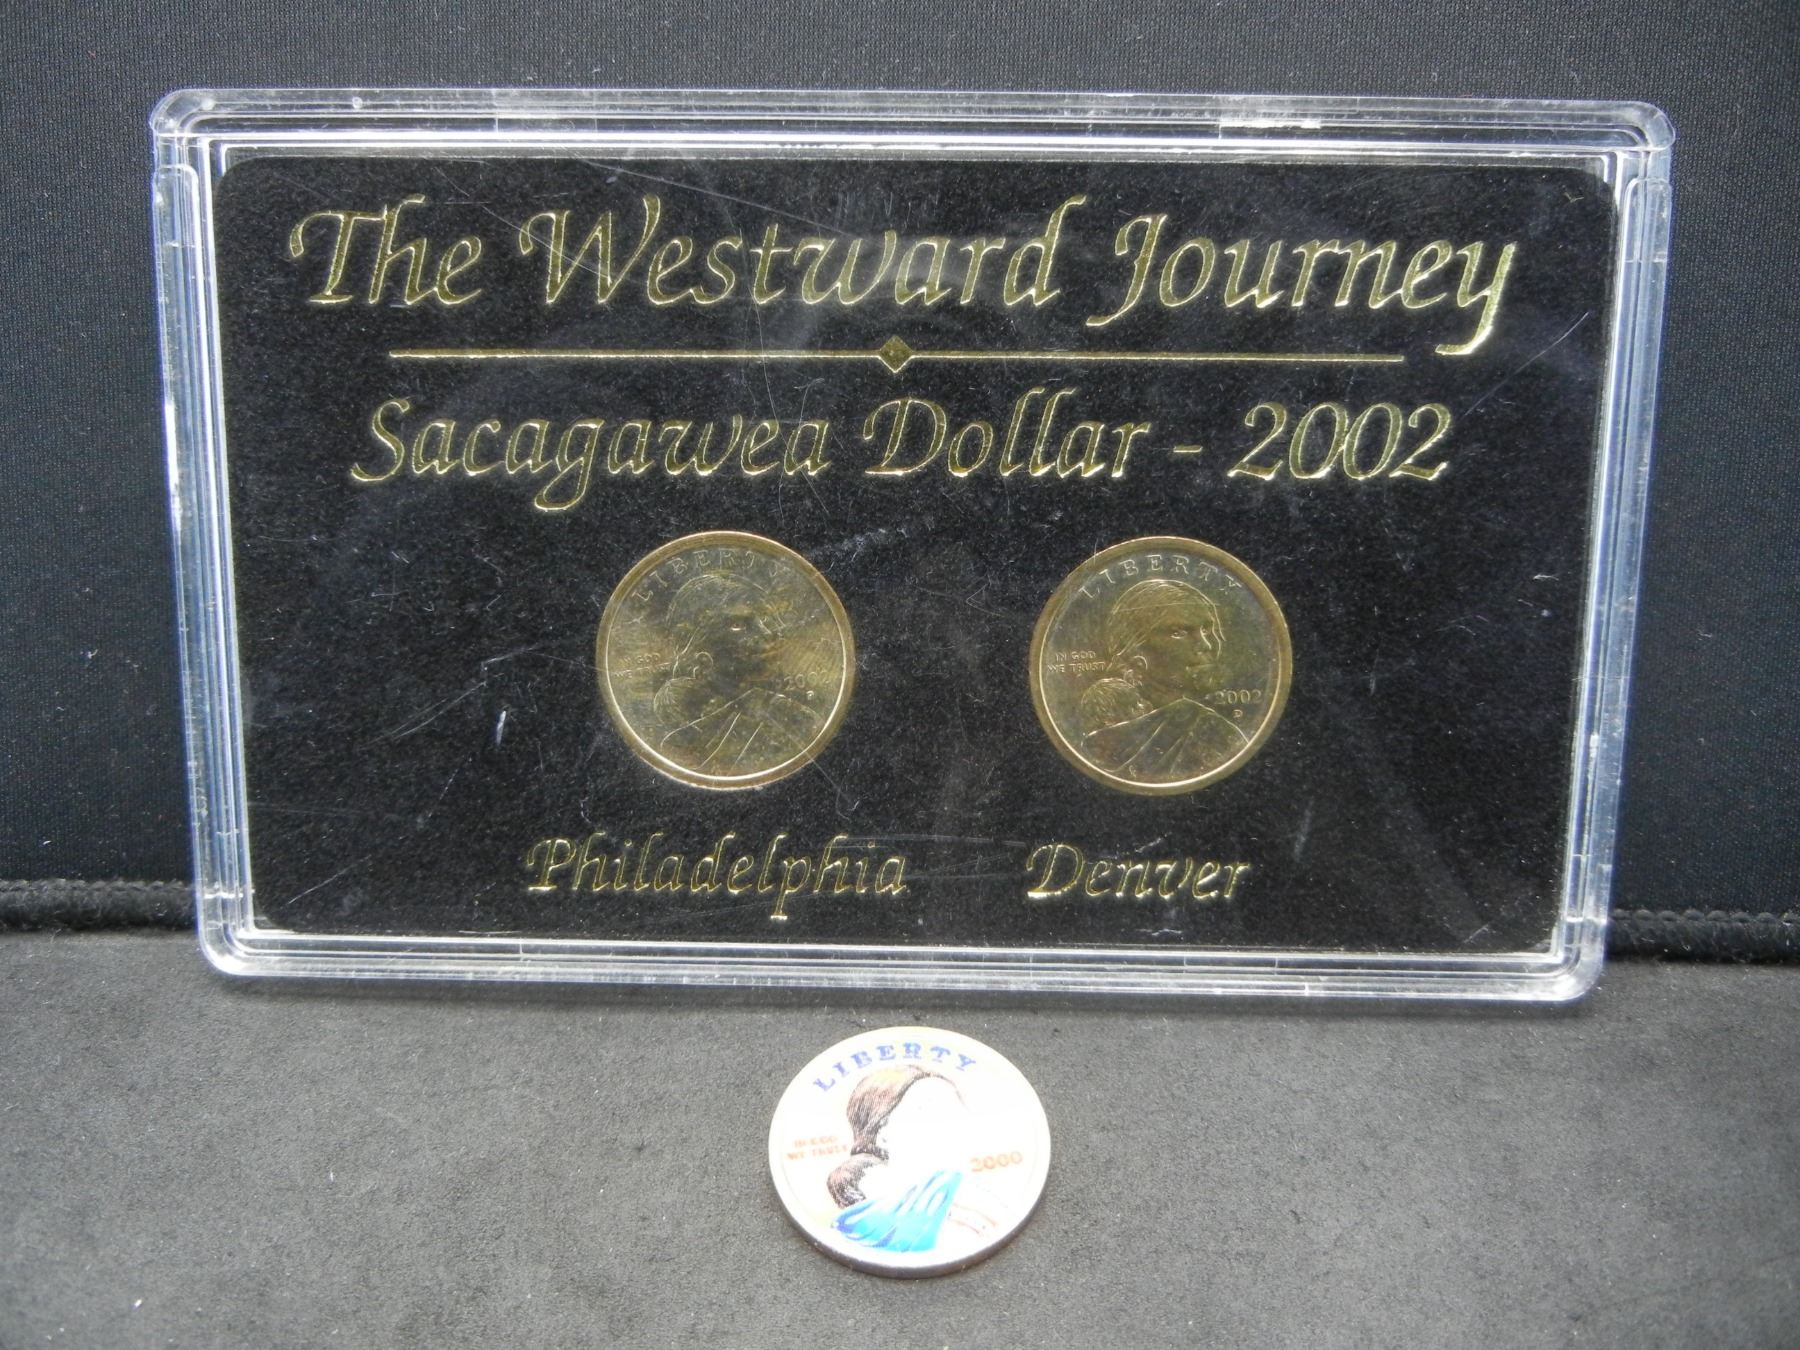 The Westward Journey
Sacagawea Dollar - 2002
LIBERTY
IN GOD
WE TRUST
2002
P
LIBERTY
IN GOD
WE TRUST
2002
D
Philadelphia
Denver
LIBERTY
IN GOD
WE TRUST
2000